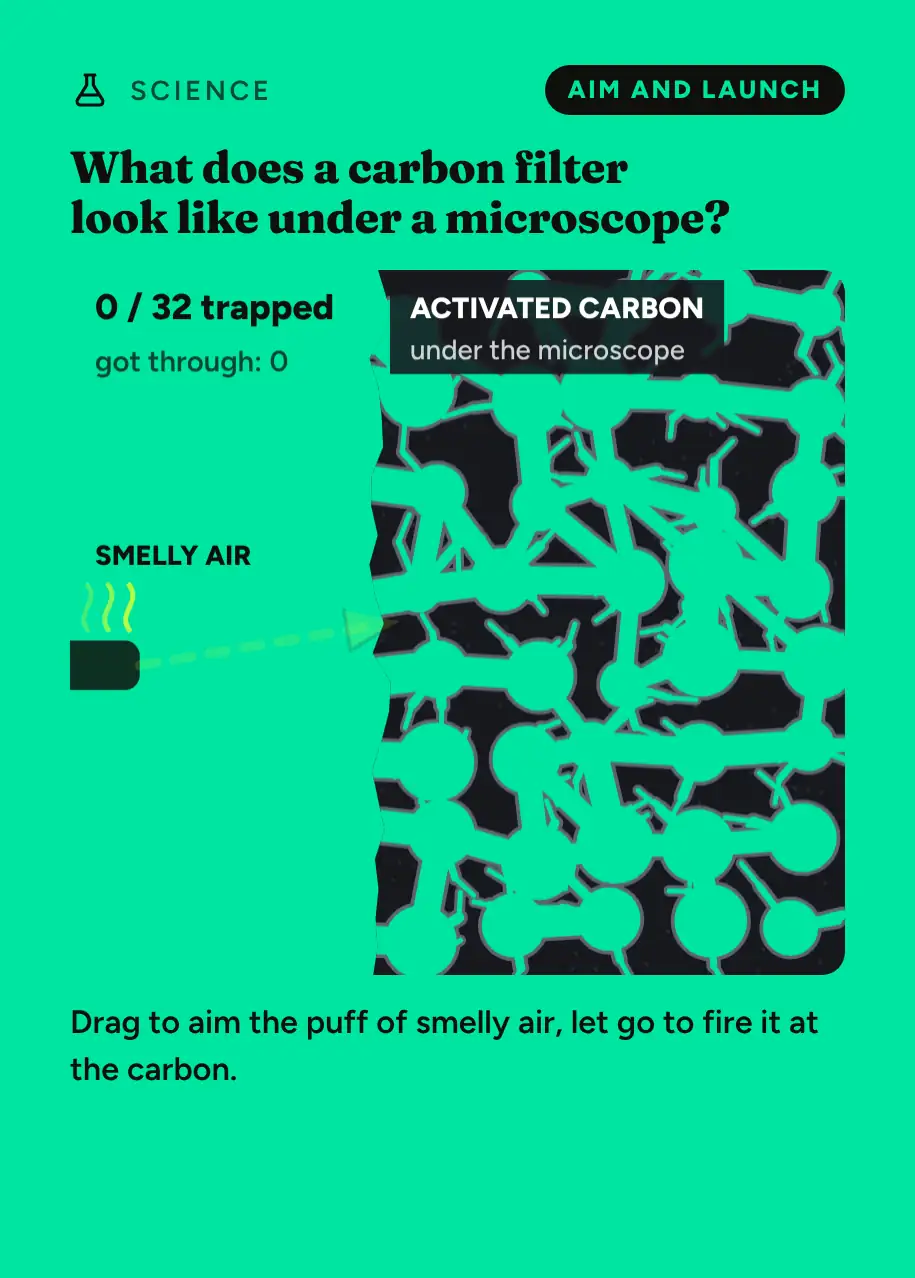 SCIENCE
AIM AND LAUNCH
What does a carbon filter
look like under a microscope?
0 / 32 trapped
got through: 0
ACTIVATED CARBON
under the microscope
SMELLY AIR
Drag to aim the puff of smelly air, let go to fire it at
the carbon.